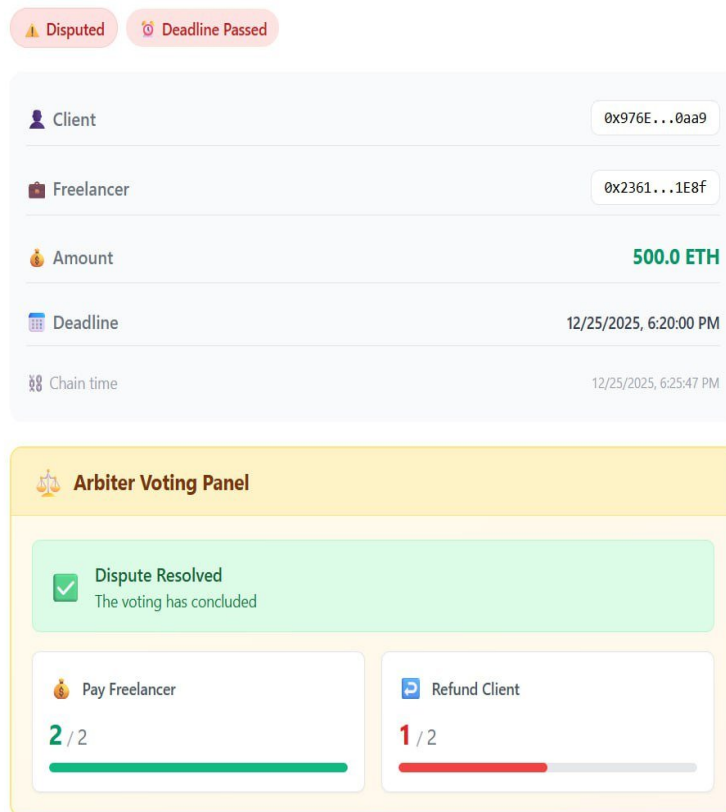 Disputed
Deadline Passed
Client
0x976E...0aa9
Freelancer
0x2361...1E8f
Amount
500.0 ETH
Deadline
12/25/2025, 6:20:00 PM
Chain time
12/25/2025, 6:25:47 PM
Arbiter Voting Panel
Dispute Resolved
The voting has concluded
Pay Freelancer
2 / 2
Refund Client
1 / 2